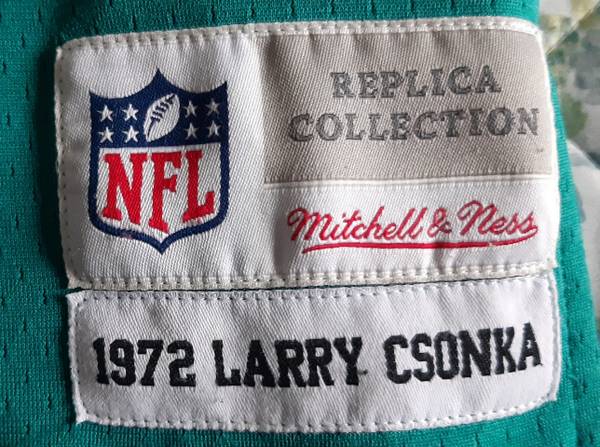 NFL
REPLICA
COLLECTION
Mitchell & Ness
1972 LARRY CSONKA